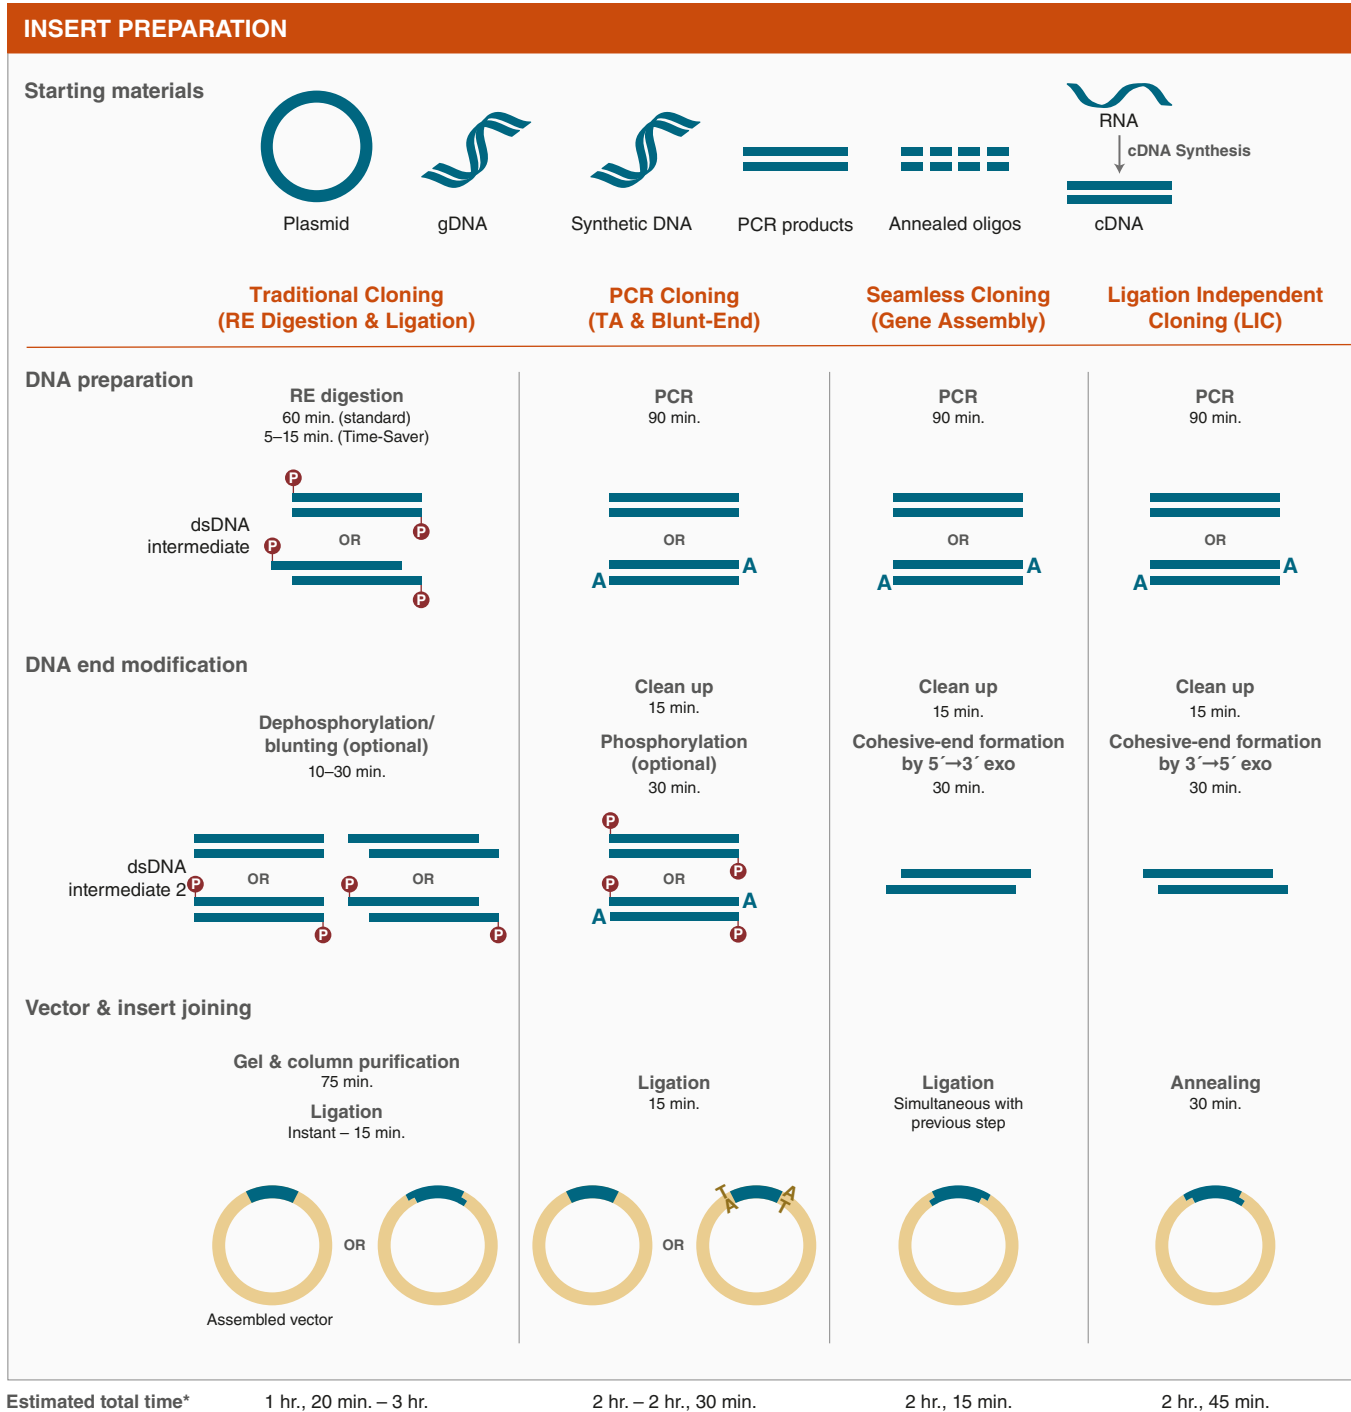 INSERT PREPARATION
Starting materials
RNA
cDNA Synthesis
Plasmid
gDNA
Synthetic DNA
PCR products
Annealed oligos
cDNA
Traditional Cloning
(RE Digestion & Ligation)
PCR Cloning
(TA & Blunt-End)
Seamless Cloning
(Gene Assembly)
Ligation Independent
Cloning (LIC)
DNA preparation
RE digestion
60 min. (standard)
5–15 min. (Time-Saver)
PCR
90 min.
PCR
90 min.
PCR
90 min.
dsDNA
intermediate
P
P
OR
P
P
OR
A
A
OR
A
A
OR
A
A
DNA end modification
Dephosphorylation/
blunting (optional)
10–30 min.
Clean up
15 min.
Phosphorylation
(optional)
30 min.
Clean up
15 min.
Cohesive-end formation
by 5´→3´ exo
30 min.
Clean up
15 min.
Cohesive-end formation
by 3´→5´ exo
30 min.
dsDNA
intermediate 2
OR
P
P
OR
P
P
P
P
OR
P
A
A
P
Vector & insert joining
Gel & column purification
75 min.
Ligation
Instant – 15 min.
Ligation
15 min.
Ligation
Simultaneous with
previous step
Annealing
30 min.
OR
Assembled vector
OR
T
A
A
T
Estimated total time*
1 hr., 20 min. – 3 hr.
2 hr. – 2 hr., 30 min.
2 hr., 15 min.
2 hr., 45 min.